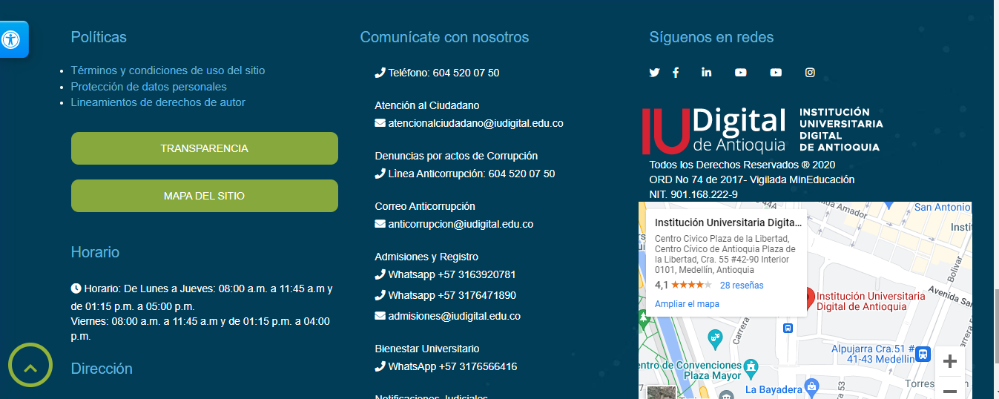 Políticas
Términos y condiciones de uso del sitio
Protección de datos personales
Lineamientos de derechos de autor
TRANSPARENCIA
MAPA DEL SITIO
Horario
Horario: De Lunes a Jueves: 08:00 a.m. a 11:45 a.m y
de 01:15 p.m. a 05:00 p.m.
Viernes: 08:00 a.m. a 11:45 a.m y de 01:15 p.m. a 04:00
p.m.
Dirección
Comunícate con nosotros
Teléfono: 604 520 07 50
Atención al Ciudadano
atencionalciudadano@iudigital.edu.co
Denuncias por actos de Corrupción
Lìnea Anticorrupción: 604 520 07 50
Correo Anticorrupción
anticorrupcion@iudigital.edu.co
Admisiones y Registro
Whatsapp +57 3163920781
Whatsapp +57 3176471890
admisiones@iudigital.edu.co
Bienestar Universitario
WhatsApp +57 3176566416
Notificaciones Judiciales
Síguenos en redes
IU Digital
de Antioquia
INSTITUCIÓN
UNIVERSITARIA
DIGITAL
DE ANTIOQUIA
Todos los Derechos Reservados ® 2020
ORD No 74 de 2017- Vigilada MinEducación
NIT. 901.168.222-9
Institución Universitaria Digita...
Centro Cívico Plaza de la Libertad,
Centro Cívico de Antioquia Plaza de
la Libertad, Cra. 55 #42-90 Interior
0101, Medellín, Antioquia
4,1
28 reseñas
Ampliar el mapa
44A
Avenida Amador
San Antonio
Insti
Bolivar
Avenida San
Institución Universitaria
Digital de Antioquia
Carrera
Alpujarra Cra.51 #
41-43 Medellin
entro de Convenciones
Plaza Mayor
La Bayadera
53
Torres
arrera